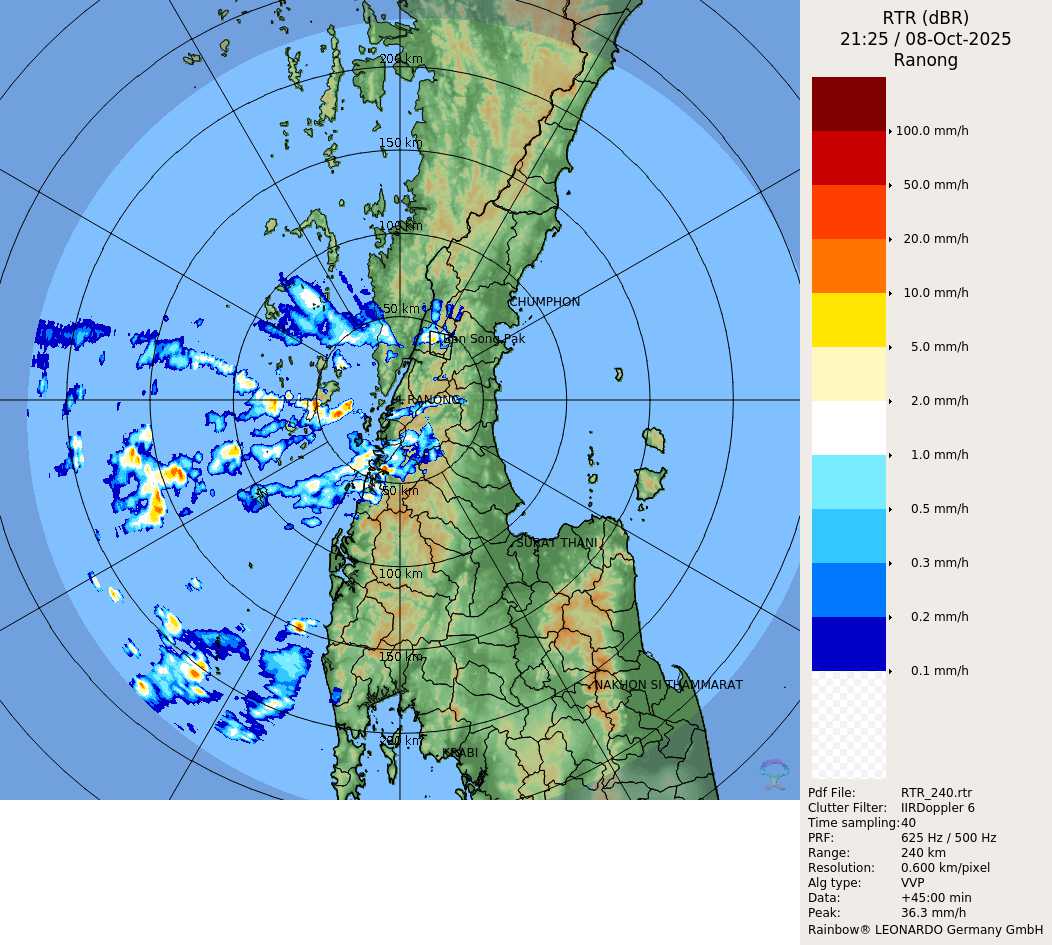 RTR (dBR)
21:25 / 08-Oct-2025
Ranong
200 km
150 km
100 km
50 km
CHUMPHON
Ban Song Pak
RANONG
50 km
SURAT THANI
100 km
150 km
NAKHON SI THAMMARAT
200 km
KRABI
100.0 mm/h
50.0 mm/h
20.0 mm/h
10.0 mm/h
5.0 mm/h
2.0 mm/h
1.0 mm/h
0.5 mm/h
0.3 mm/h
0.2 mm/h
0.1 mm/h
Pdf File: RTR_240.rtr
Clutter Filter: IIRDoppler 6
Time sampling: 40
PRF: 625 Hz / 500 Hz
Range: 240 km
Resolution: 0.600 km/pixel
Alg type: VVP
Data: +45:00 min
Peak: 36.3 mm/h
Rainbow® LEONARDO Germany GmbH